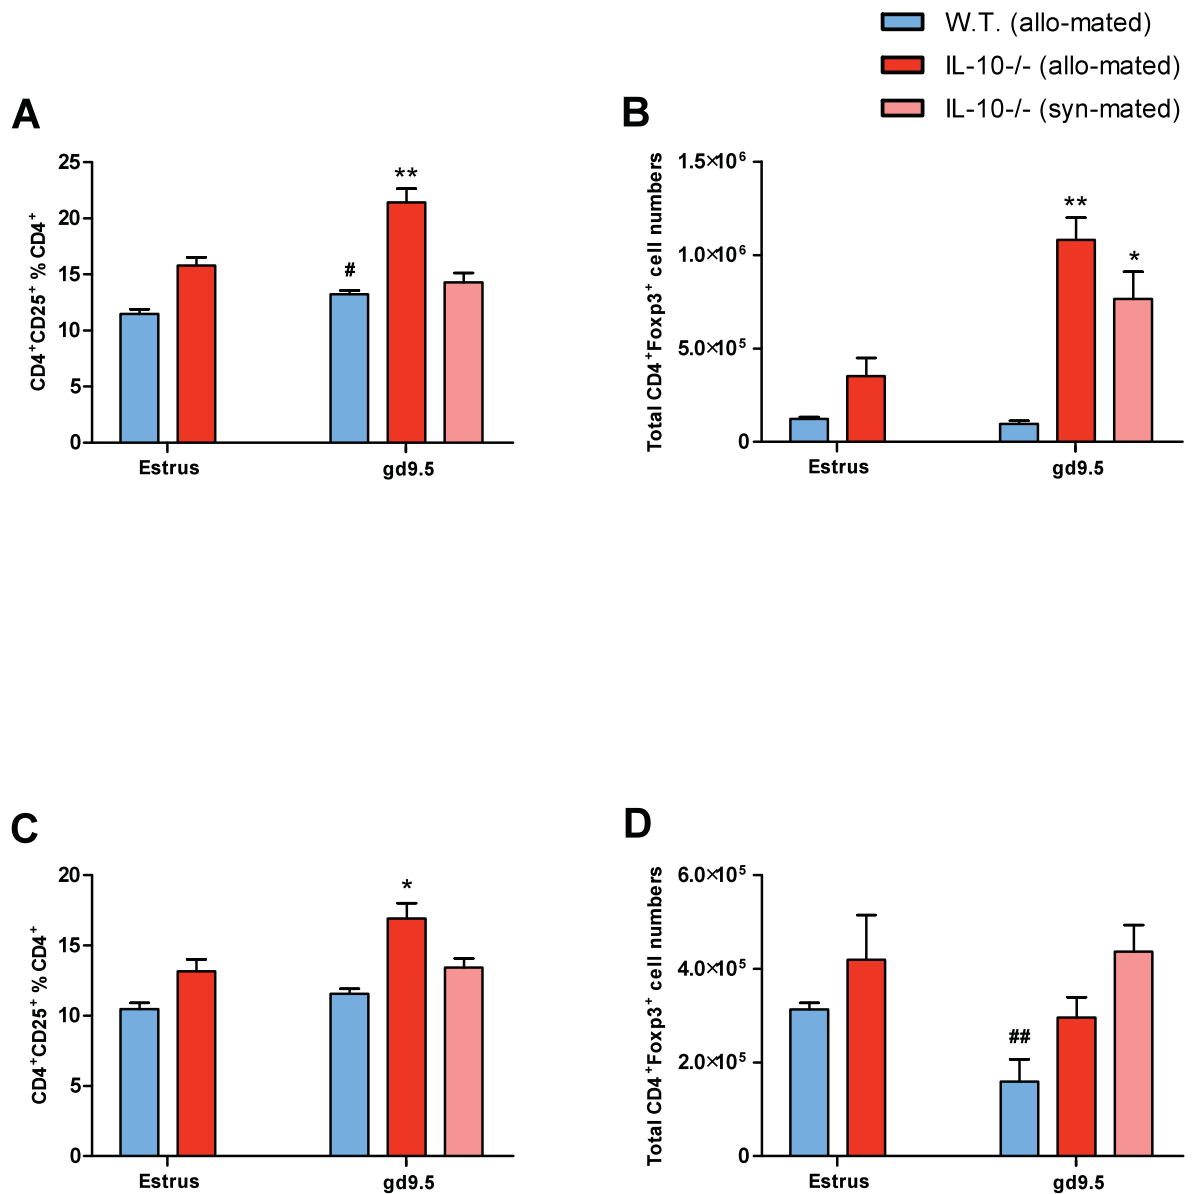 W.T. (allo-mated)
IL-10-/- (allo-mated)
IL-10-/- (syn-mated)
A
CD4⁺CD25⁺ % CD4⁺
25
20
15
10
5
0
#
**
Estrus
gd9.5
B
Total CD4⁺Foxp3⁺ cell numbers
1.5×10⁶
1.0×10⁶
5.0×10⁵
0
**
*
Estrus
gd9.5
C
CD4⁺CD25⁺ % CD4⁺
20
15
10
5
0
*
Estrus
gd9.5
D
Total CD4⁺Foxp3⁺ cell numbers
6.0×10⁵
4.0×10⁵
2.0×10⁵
0
##
Estrus
gd9.5